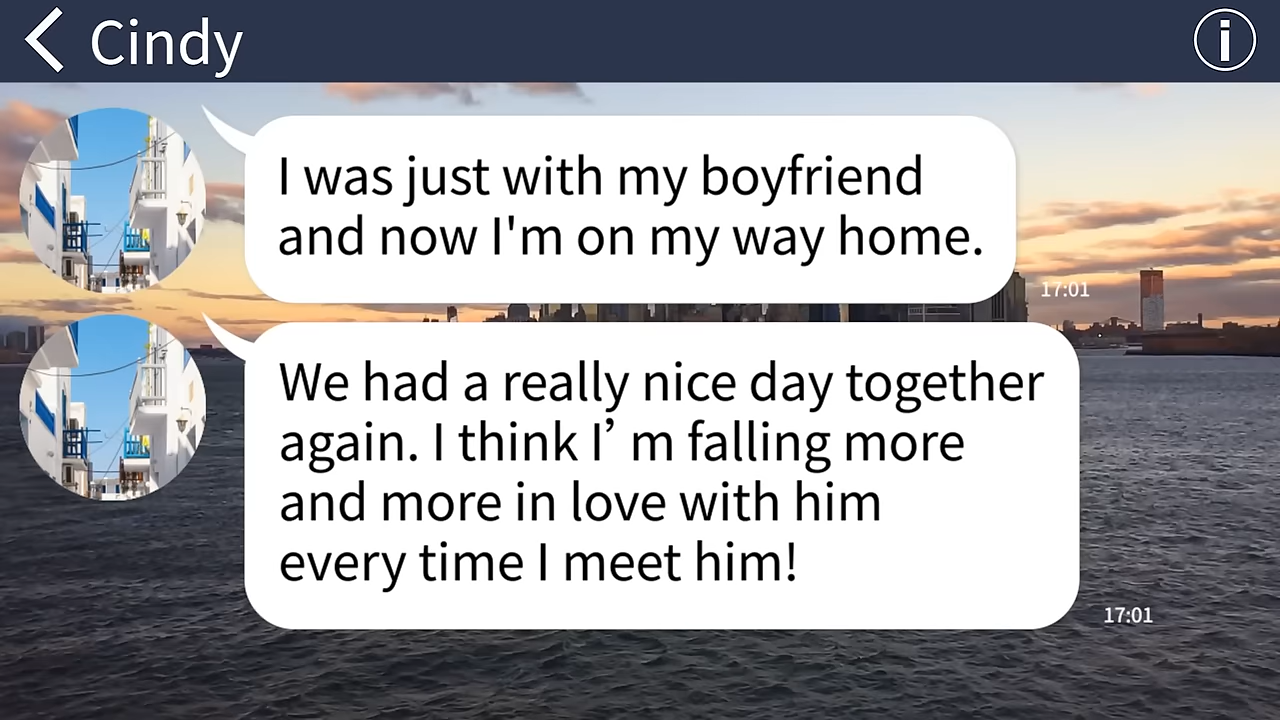 Cindy
I was just with my boyfriend
and now I'm on my way home.
17:01
We had a really nice day together
again. I think I’ m falling more
and more in love with him
every time I meet him!
17:01